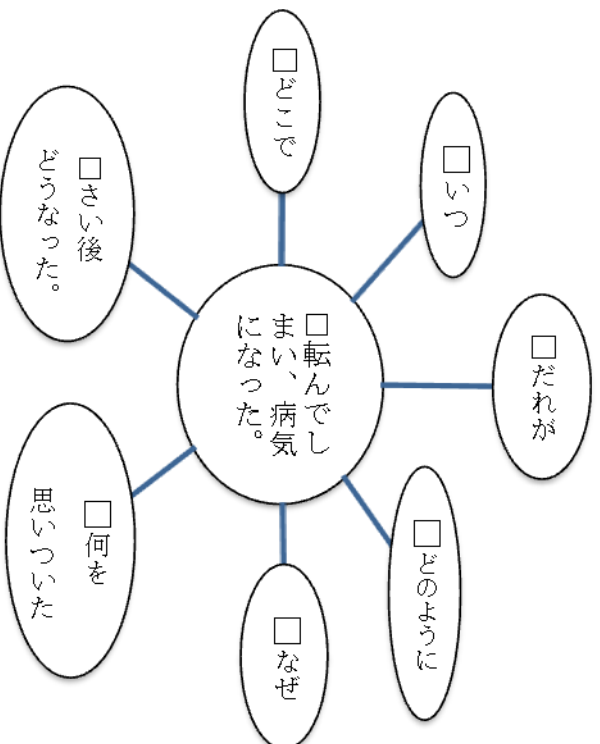 □転んでし
まい、病気
になった。
□だれが
□いつ
□どこで
□どのように
□なぜ
□何を
思いついた
□さい後
どうなった。